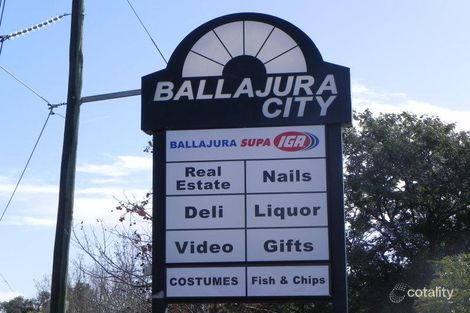 BALLAJURA
CITY
BALLAJURA SUPA IGA
Real
Estate
Nails
Deli
Liquor
Video
Gifts
COSTUMES
Fish & Chips
cotality